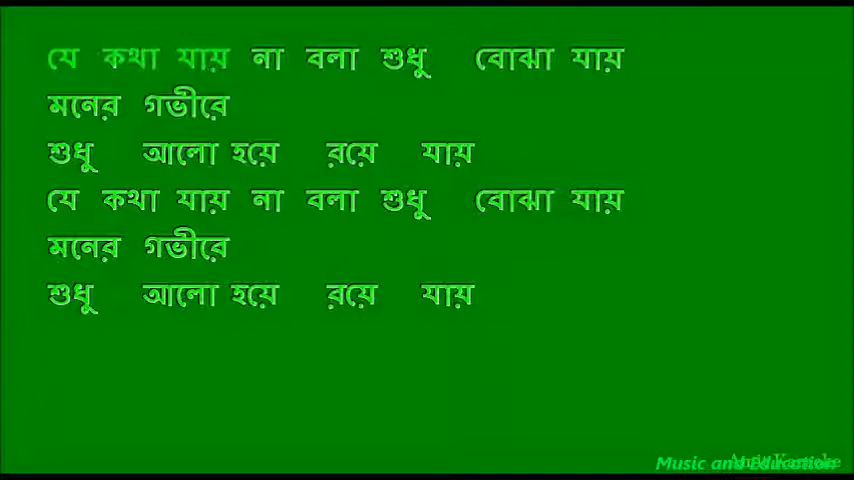 যে কথা যায় না বলা শুধু বোঝা যায়
মনের গভীরে
শুধু আলো হয়ে রয়ে যায়
যে কথা যায় না বলা শুধু বোঝা যায়
মনের গভীরে
শুধু আলো হয়ে রয়ে যায়
Music and Education